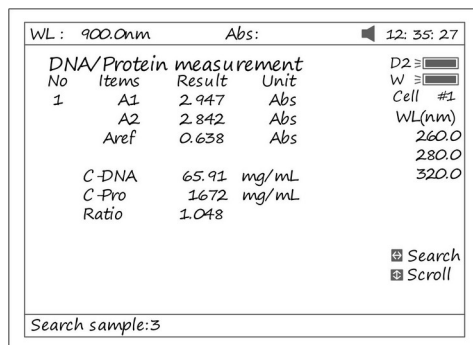 WL: 900.0nm Abs: 12: 35: 27
DNA/Protein measurement
No Items Result Unit
1 A1 2.947 Abs
A2 2.842 Abs
Aref 0.638 Abs
C-DNA 65.91 mg/mL
C-Pro 1672 mg/mL
Ratio 1.048
D2
W
Cell #1
WL(nm)
260.0
280.0
320.0
Search
Scroll
Search sample:3